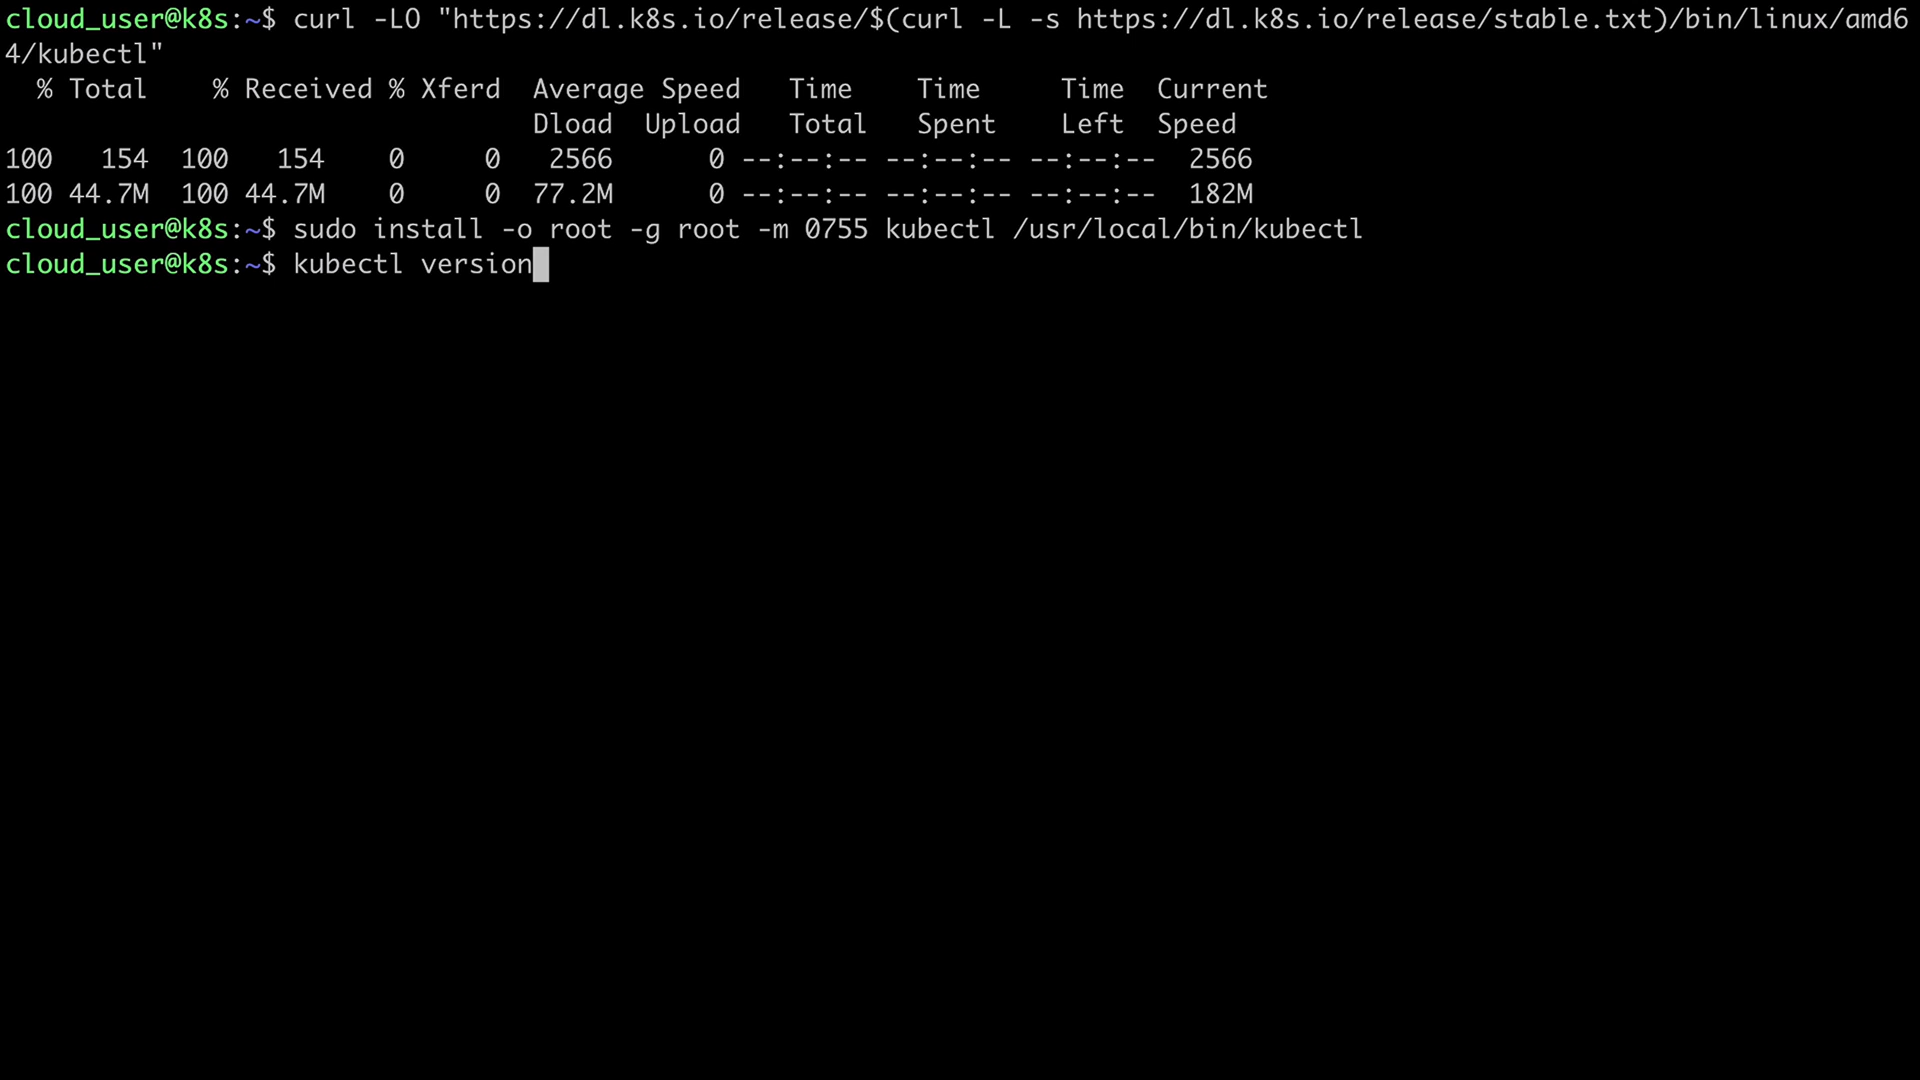 cloud_user@k8s:~$ curl -LO "https://dl.k8s.io/release/$(curl -L -s https://dl.k8s.io/release/stable.txt)/bin/linux/amd6
4/kubectl"
  % Total    % Received % Xferd  Average Speed   Time    Time     Time  Current
                                 Dload  Upload   Total   Spent    Left  Speed
100   154  100   154    0     0   2566      0 --:--:-- --:--:-- --:--:--  2566
100 44.7M  100 44.7M    0     0  77.2M      0 --:--:-- --:--:-- --:--:--  182M
cloud_user@k8s:~$ sudo install -o root -g root -m 0755 kubectl /usr/local/bin/kubectl
cloud_user@k8s:~$ kubectl version